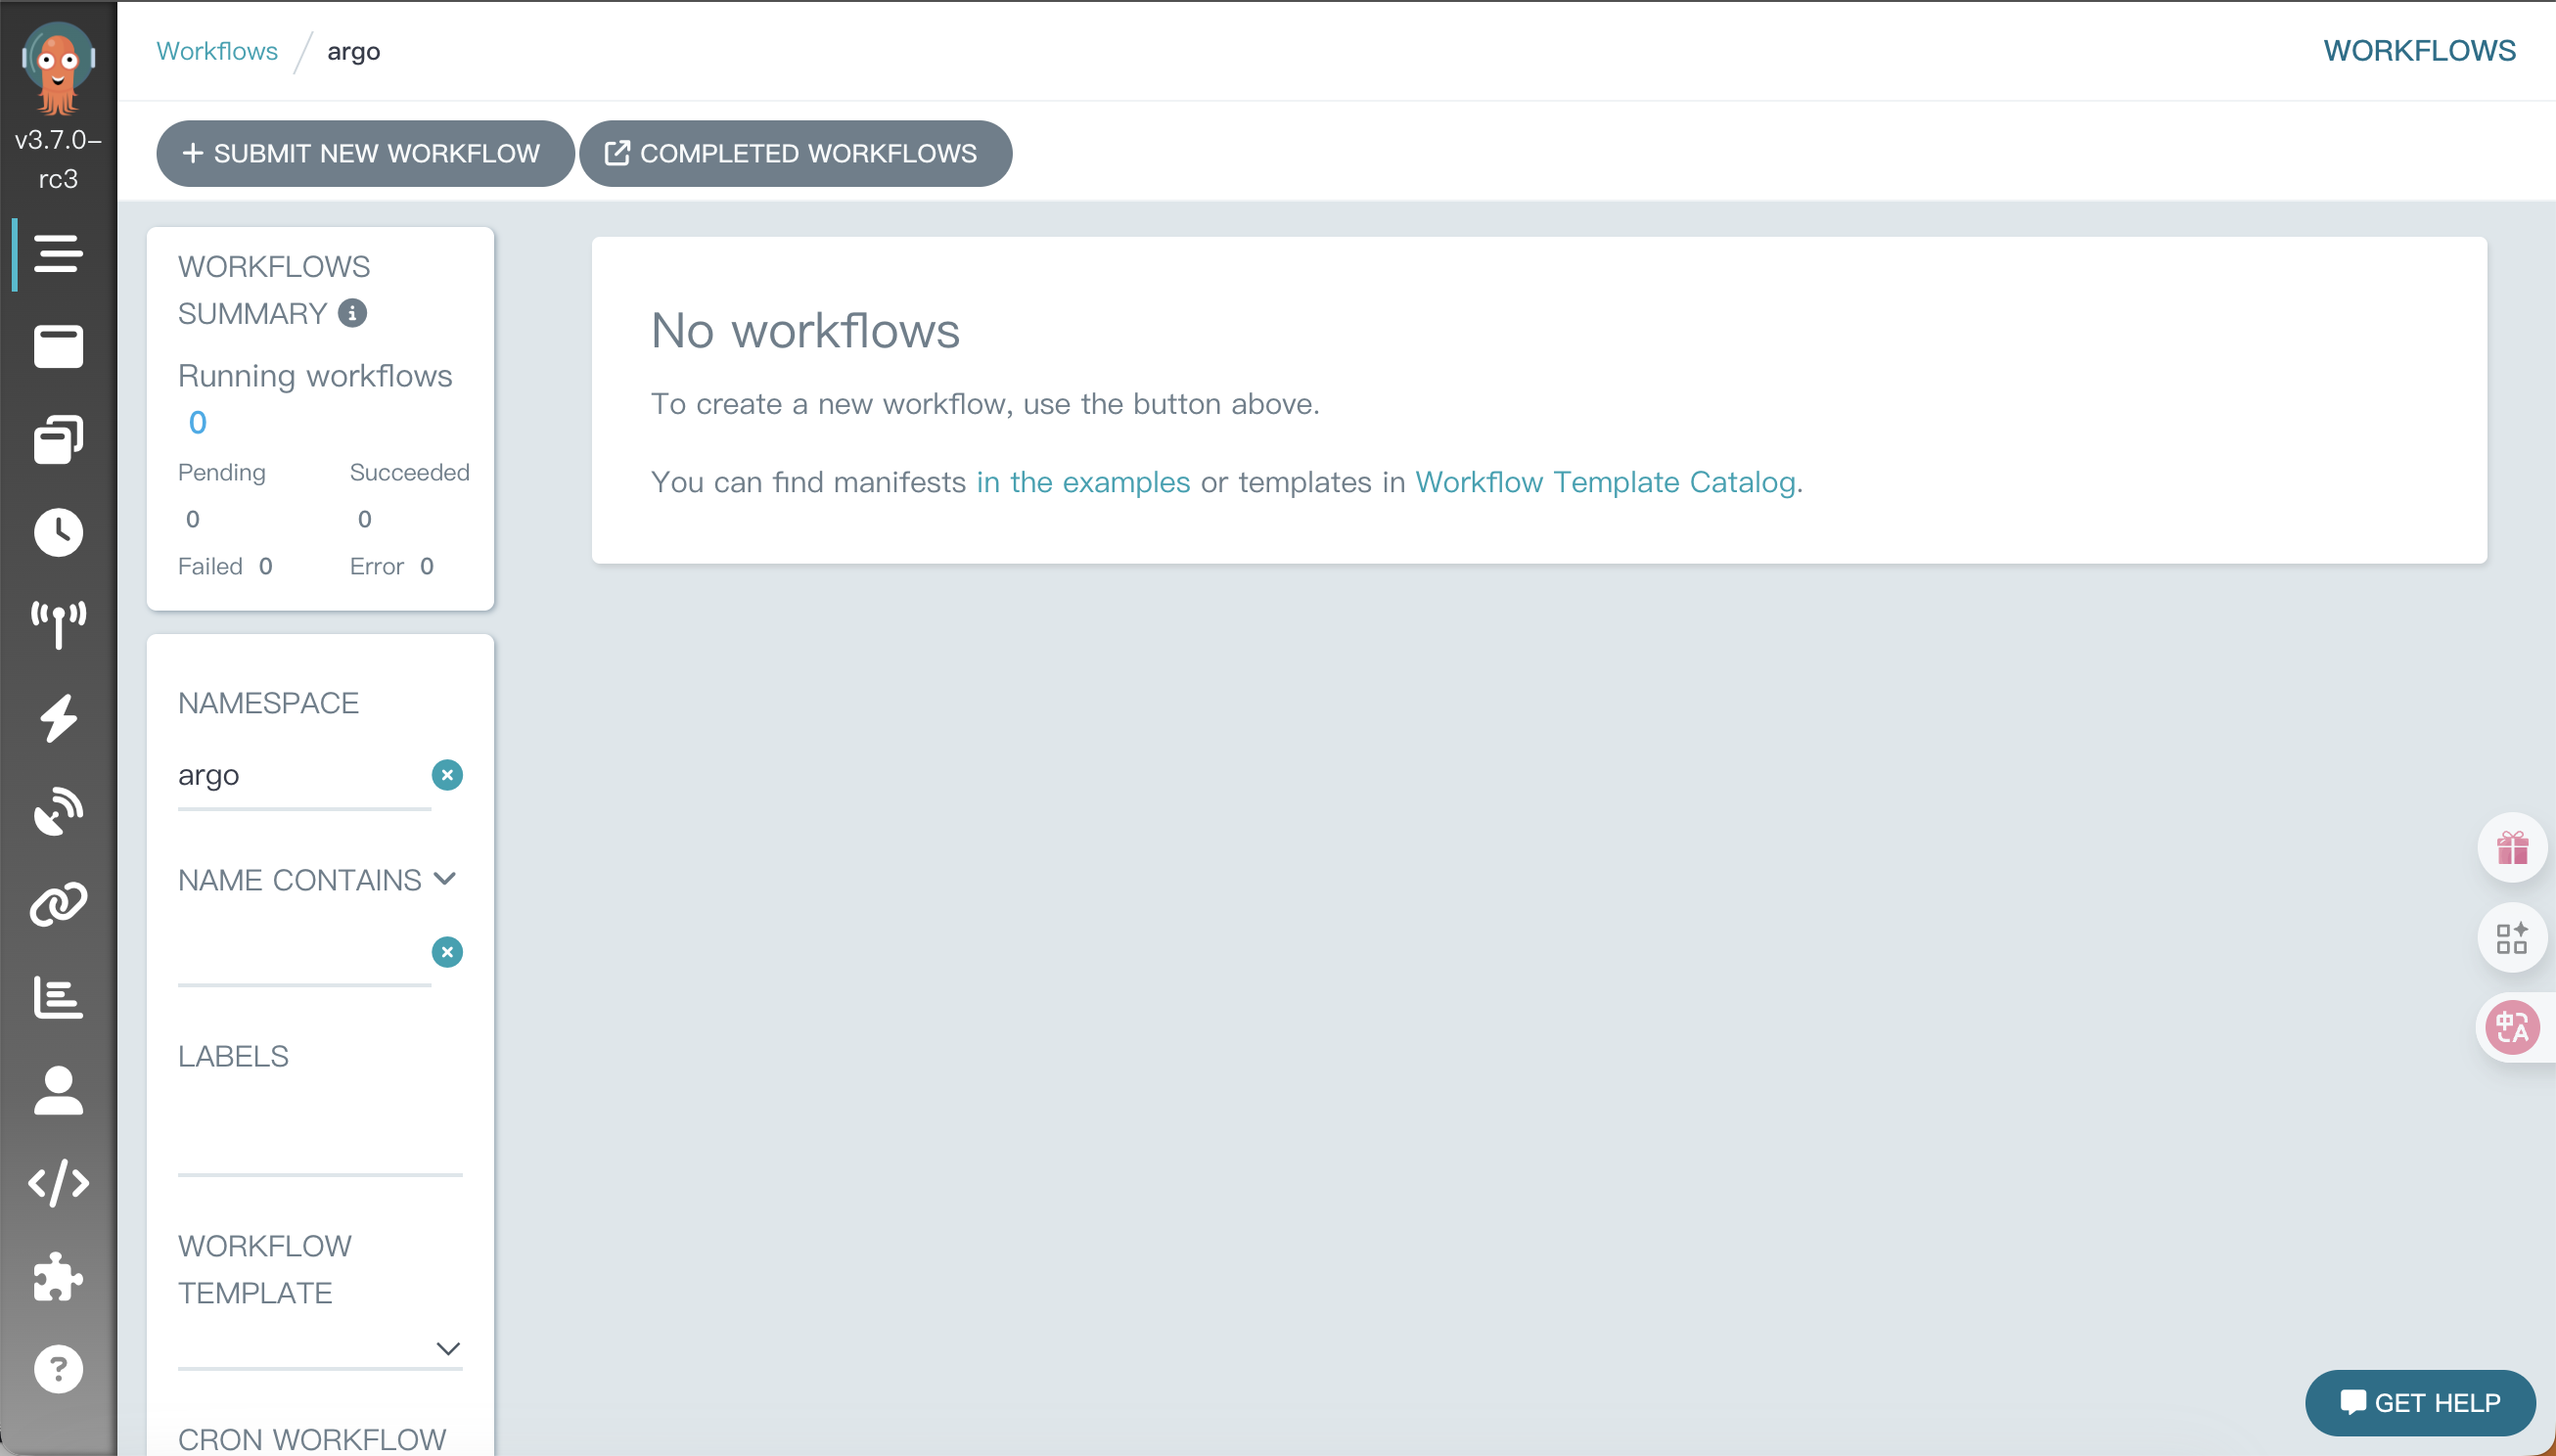 v3.7.0-
rc3
Workflows / argo
WORKFLOWS
+ SUBMIT NEW WORKFLOW
COMPLETED WORKFLOWS
WORKFLOWS
SUMMARY
Running workflows
0
Pending
0
Succeeded
0
Failed 0
Error 0
NAMESPACE
argo
NAME CONTAINS
LABELS
WORKFLOW
TEMPLATE
CRON WORKFLOW
No workflows
To create a new workflow, use the button above.
You can find manifests in the examples or templates in Workflow Template Catalog.
中A
GET HELP